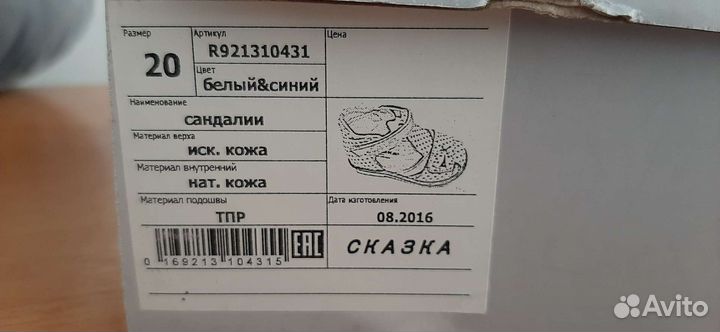 Размер
20
Артикул
R921310431
Цвет
белый&синий
Цена
Наименование
сандалии
Материал верха
иск. кожа
Материал внутренний
нат. кожа
Материал подошвы
ТПР
Дата изготовления
08.2016
0 169213 104315
EAC
СКАЗКА
Avito